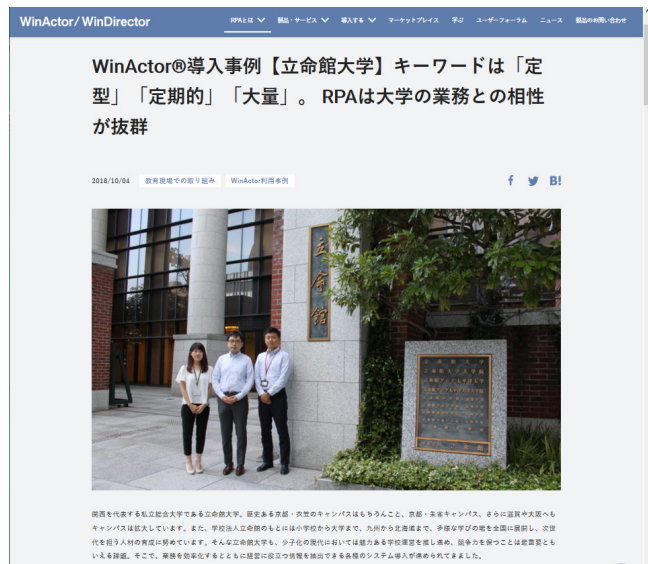 WinActor/WinDirector
RPAとは 製品・サービス 導入する マーケットプレイス 学ぶ ユーザーフォーラム ニュース 製品のお問い合わせ
WinActor®導入事例【立命館大学】キーワードは「定
型」「定期的」「大量」。 RPAは大学の業務との相性
が抜群
2018/10/04 教育現場での取り組み WinActor利用事例
f B!
立命館
関西を代表する私立総合大学である立命館大学。歴史ある京都・衣笠のキャンパスはもちろんこと、京都・朱雀キャンパス、さらに滋賀や大阪へも
キャンパスは拡大しています。また、学校法人立命館のもとには小学校から大学まで、九州から北海道まで、多様な学びの場を全国に展開し、次世
代を担う人材の育成に努めています。そんな立命館大学も、少子化の現代においては魅力ある学校運営を推し進め、競争力を保つことは最重要とも
いえる課題。そこで、業務を効率化するとともに経営に役立つ情報を抽出できる各種のシステム導入が進められてきました。